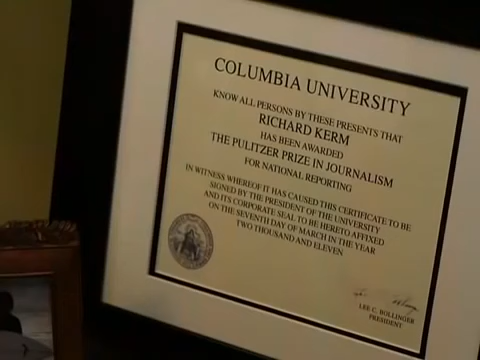 COLUMBIA UNIVERSITY
KNOW ALL PERSONS BY THESE PRESENTS THAT
RICHARD KERM
HAS BEEN AWARDED
THE PULITZER PRIZE IN JOURNALISM
FOR NATIONAL REPORTING
IN WITNESS WHEREOF IT HAS CAUSED THIS CERTIFICATE TO BE
SIGNED BY THE PRESIDENT OF THE UNIVERSITY
AND ITS CORPORATE SEAL TO BE HERETO AFFIXED
ON THE SEVENTH DAY OF MARCH IN THE YEAR
TWO THOUSAND AND ELEVEN
LEE C. BOLLINGER
PRESIDENT